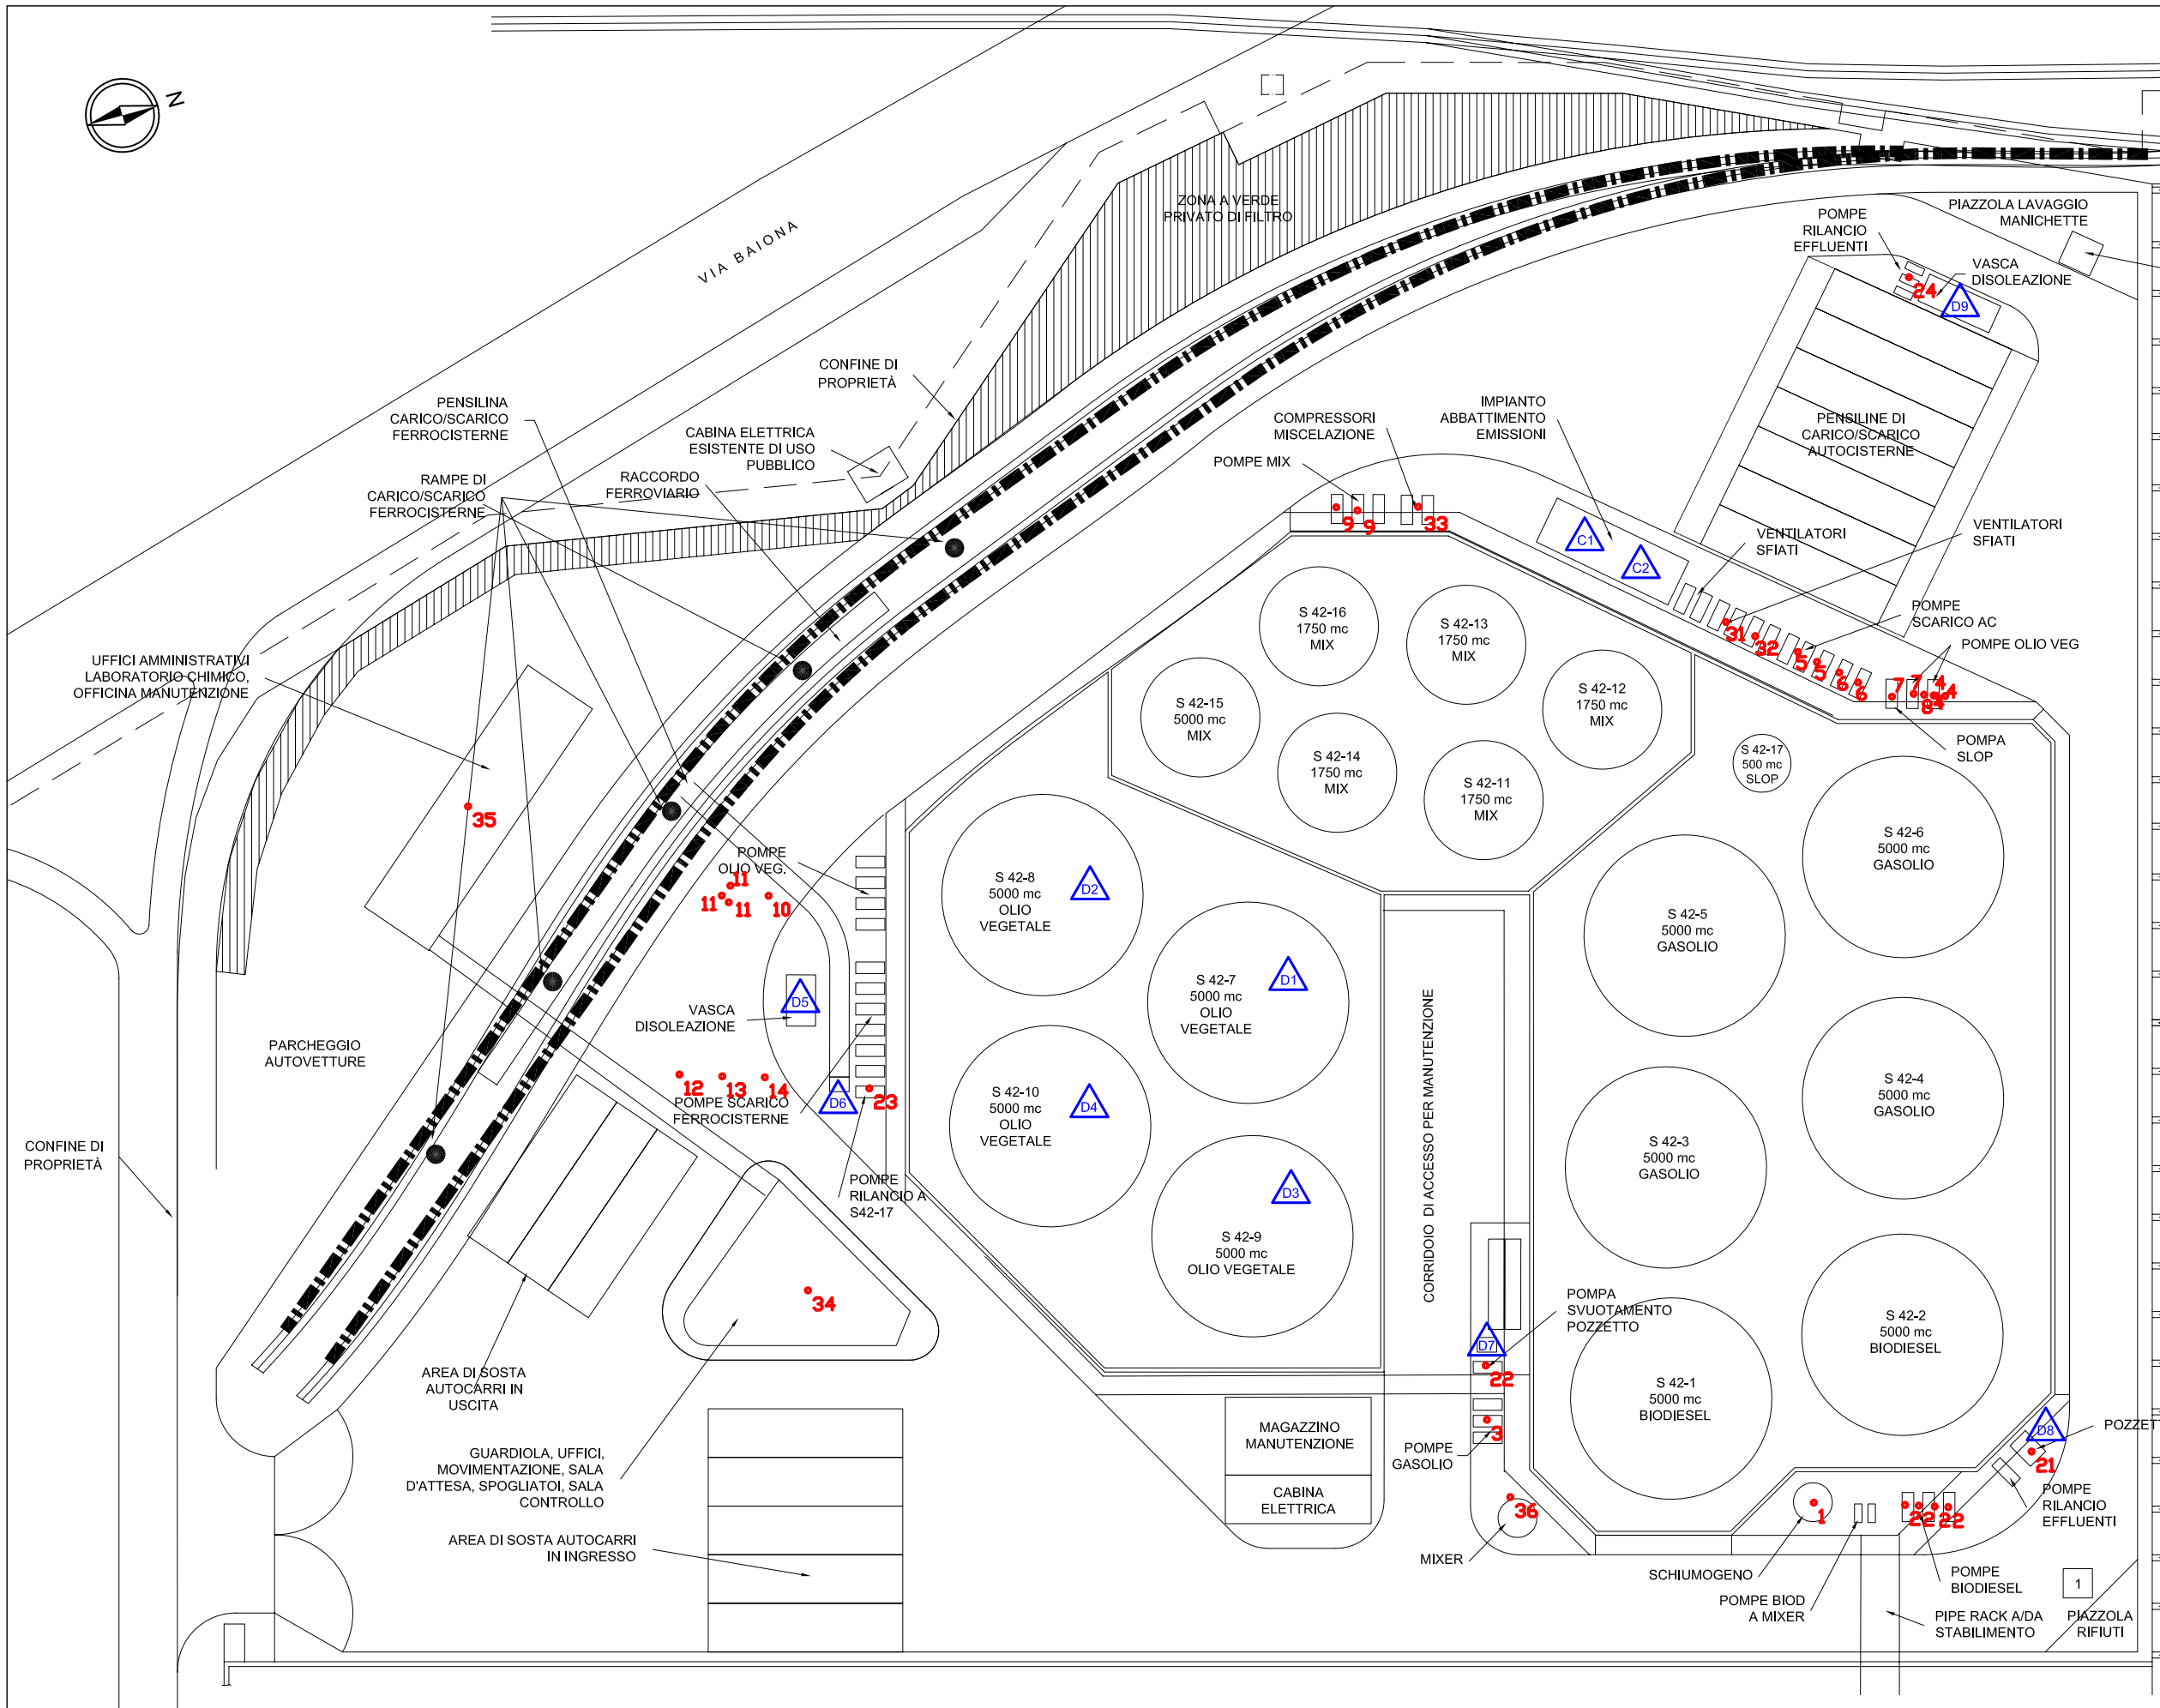 N
VIA BAIONA
ZONA A VERDE
PRIVATO DI FILTRO
PIAZZOLA LAVAGGIO
MANICHETTE
POMPE
RILANCIO
EFFLUENTI
VASCA
DISOLEAZIONE
24
D9
CONFINE DI
PROPRIETÀ
PENSILINA
CARICO/SCARICO
FERROCISTERNE
CABINA ELETTRICA
ESISTENTE DI USO
PUBBLICO
RAMPE DI
CARICO/SCARICO
FERROCISTERNE
RACCORDO
FERROVIARIO
COMPRESSORI
MISCELAZIONE
POMPE MIX
IMPIANTO
ABBATTIMENTO
EMISSIONI
PENSILINE DI
CARICO/SCARICO
AUTOCISTERNE
9
9
33
C1
C2
VENTILATORI
SFIATI
VENTILATORI
SFIATI
POMPE
SCARICO AC
POMPE OLIO VEG
31
32
5
5
6
6
7
7
8
4
4
4
POMPA
SLOP
UFFICI AMMINISTRATIVI
LABORATORIO CHIMICO,
OFFICINA MANUTENZIONE
35
S 42-16
1750 mc
MIX
S 42-13
1750 mc
MIX
S 42-15
5000 mc
MIX
S 42-12
1750 mc
MIX
S 42-14
1750 mc
MIX
S 42-11
1750 mc
MIX
S 42-17
500 mc
SLOP
S 42-6
5000 mc
GASOLIO
S 42-5
5000 mc
GASOLIO
POMPE
OLIO VEG.
11
11
11
10
S 42-8
5000 mc
OLIO
VEGETALE
D2
S 42-7
5000 mc
OLIO
VEGETALE
D1
VASCA
DISOLEAZIONE
D5
PARCHEGGIO
AUTOVETTURE
12
13
14
POMPE SCARICO
FERROCISTERNE
D6
23
S 42-10
5000 mc
OLIO
VEGETALE
D4
S 42-9
5000 mc
OLIO VEGETALE
D3
CORRIDOIO DI ACCESSO PER MANUTENZIONE
S 42-4
5000 mc
GASOLIO
S 42-3
5000 mc
GASOLIO
CONFINE DI
PROPRIETÀ
POMPE
RILANCIO A
S42-17
34
POMPA
SVUOTAMENTO
POZZETTO
D7
22
S 42-2
5000 mc
BIODIESEL
S 42-1
5000 mc
BIODIESEL
AREA DI SOSTA
AUTOCARRI IN
USCITA
GUARDIOLA, UFFICI,
MOVIMENTAZIONE, SALA
D'ATTESA, SPOGLIATOI, SALA
CONTROLLO
AREA DI SOSTA AUTOCARRI
IN INGRESSO
MAGAZZINO
MANUTENZIONE
CABINA
ELETTRICA
3
POMPE
GASOLIO
36
MIXER
D8
POZZET
21
POMPE
RILANCIO
EFFLUENTI
1
2
2
2
2
SCHIUMOGENO
POMPE BIOD
A MIXER
POMPE
BIODIESEL
1
PIPE RACK A/DA
STABILIMENTO
PIAZZOLA
RIFIUTI